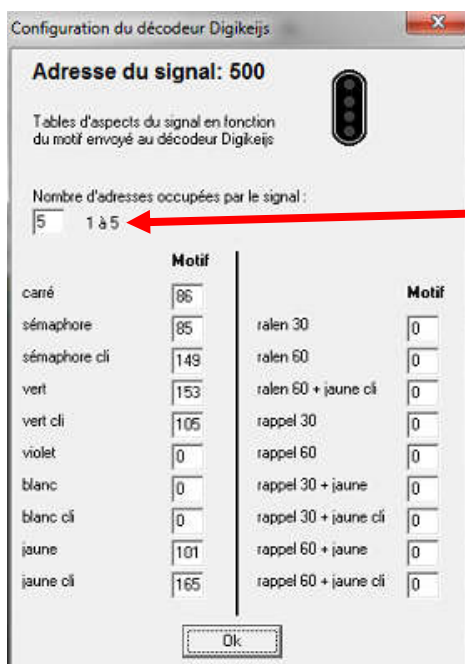 Configuration du décodeur Digikeijs
Adresse du signal: 500
Tables d'aspects du signal en fonction
du motif envoyé au décodeur Digikeijs
Nombre d'adresses occupées par le signal :
5 1 à 5
Motif
carré 86
sémaphore 85
sémaphore cli 149
vert 153
vert cli 105
violet 0
blanc 0
blanc cli 0
jaune 101
jaune cli 165
Motif
ralen 30 0
ralen 60 0
ralen 60 + jaune cli 0
rappel 30 0
rappel 60 0
rappel 30 + jaune 0
rappel 30 + jaune cli 0
rappel 60 + jaune 0
rappel 60 + jaune cli 0
Ok